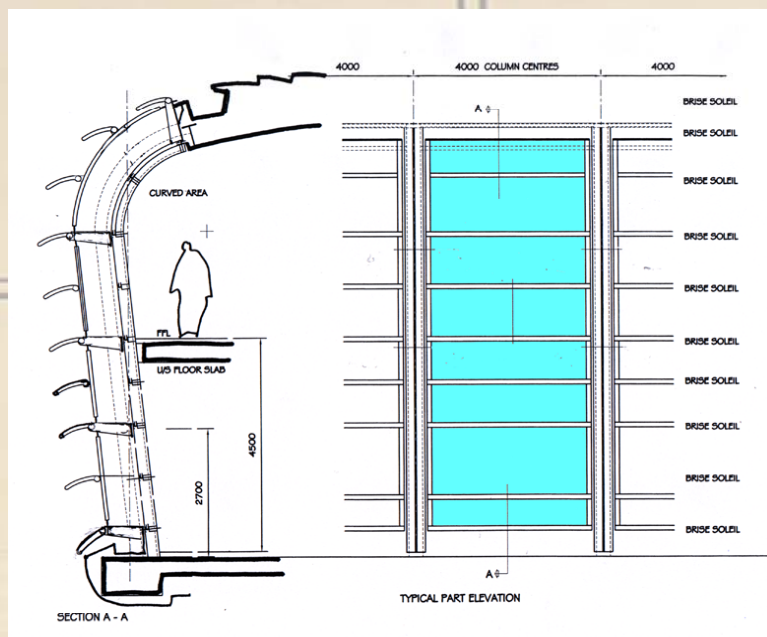 4000
4000 COLUMN CENTRES
4000
A
BRISE SOLEIL
BRISE SOLEIL
BRISE SOLEIL
BRISE SOLEIL
BRISE SOLEIL
BRISE SOLEIL
BRISE SOLEIL
BRISE SOLEIL
BRISE SOLEIL
BRISE SOLEIL
CURVED AREA
FFL
U/S FLOOR SLAB
4500
2700
A
TYPICAL PART ELEVATION
SECTION A - A